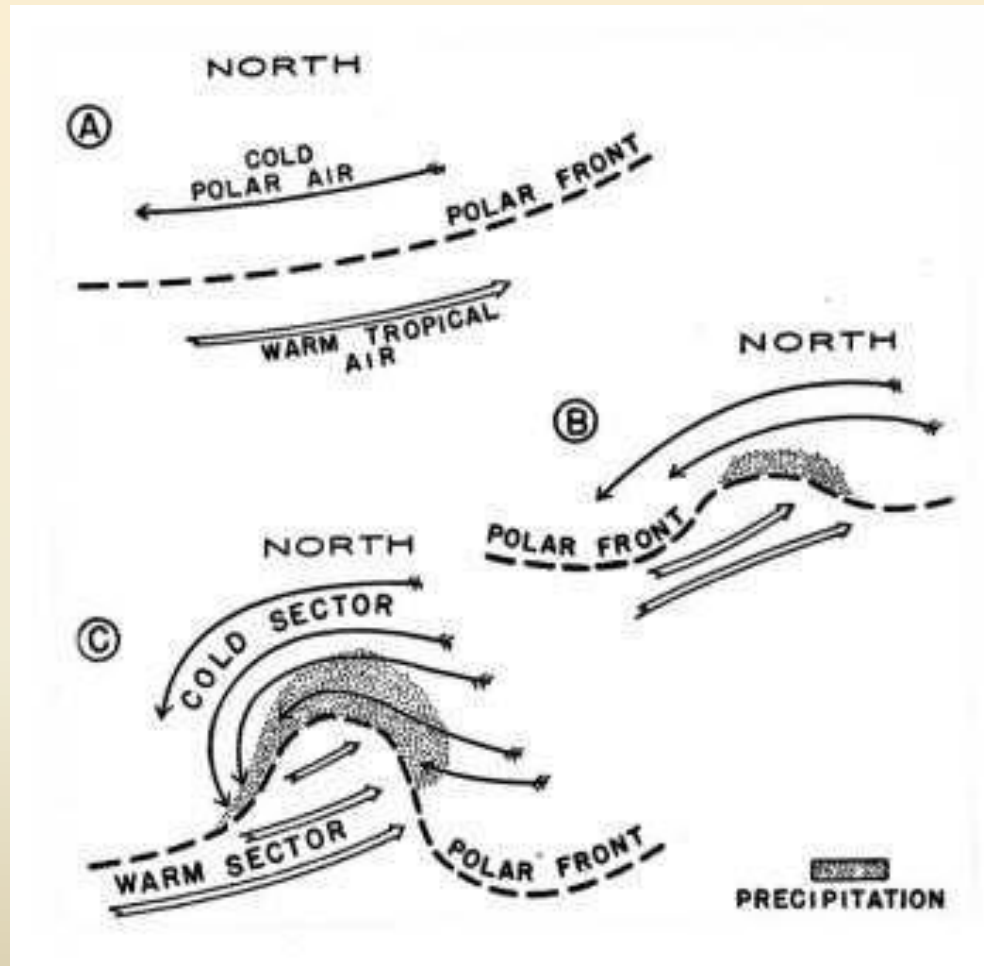 NORTH
A
COLD
POLAR AIR
POLAR FRONT
WARM TROPICAL
AIR
NORTH
B
POLAR FRONT
NORTH
C
COLD SECTOR
WARM SECTOR
POLAR FRONT
PRECIPITATION